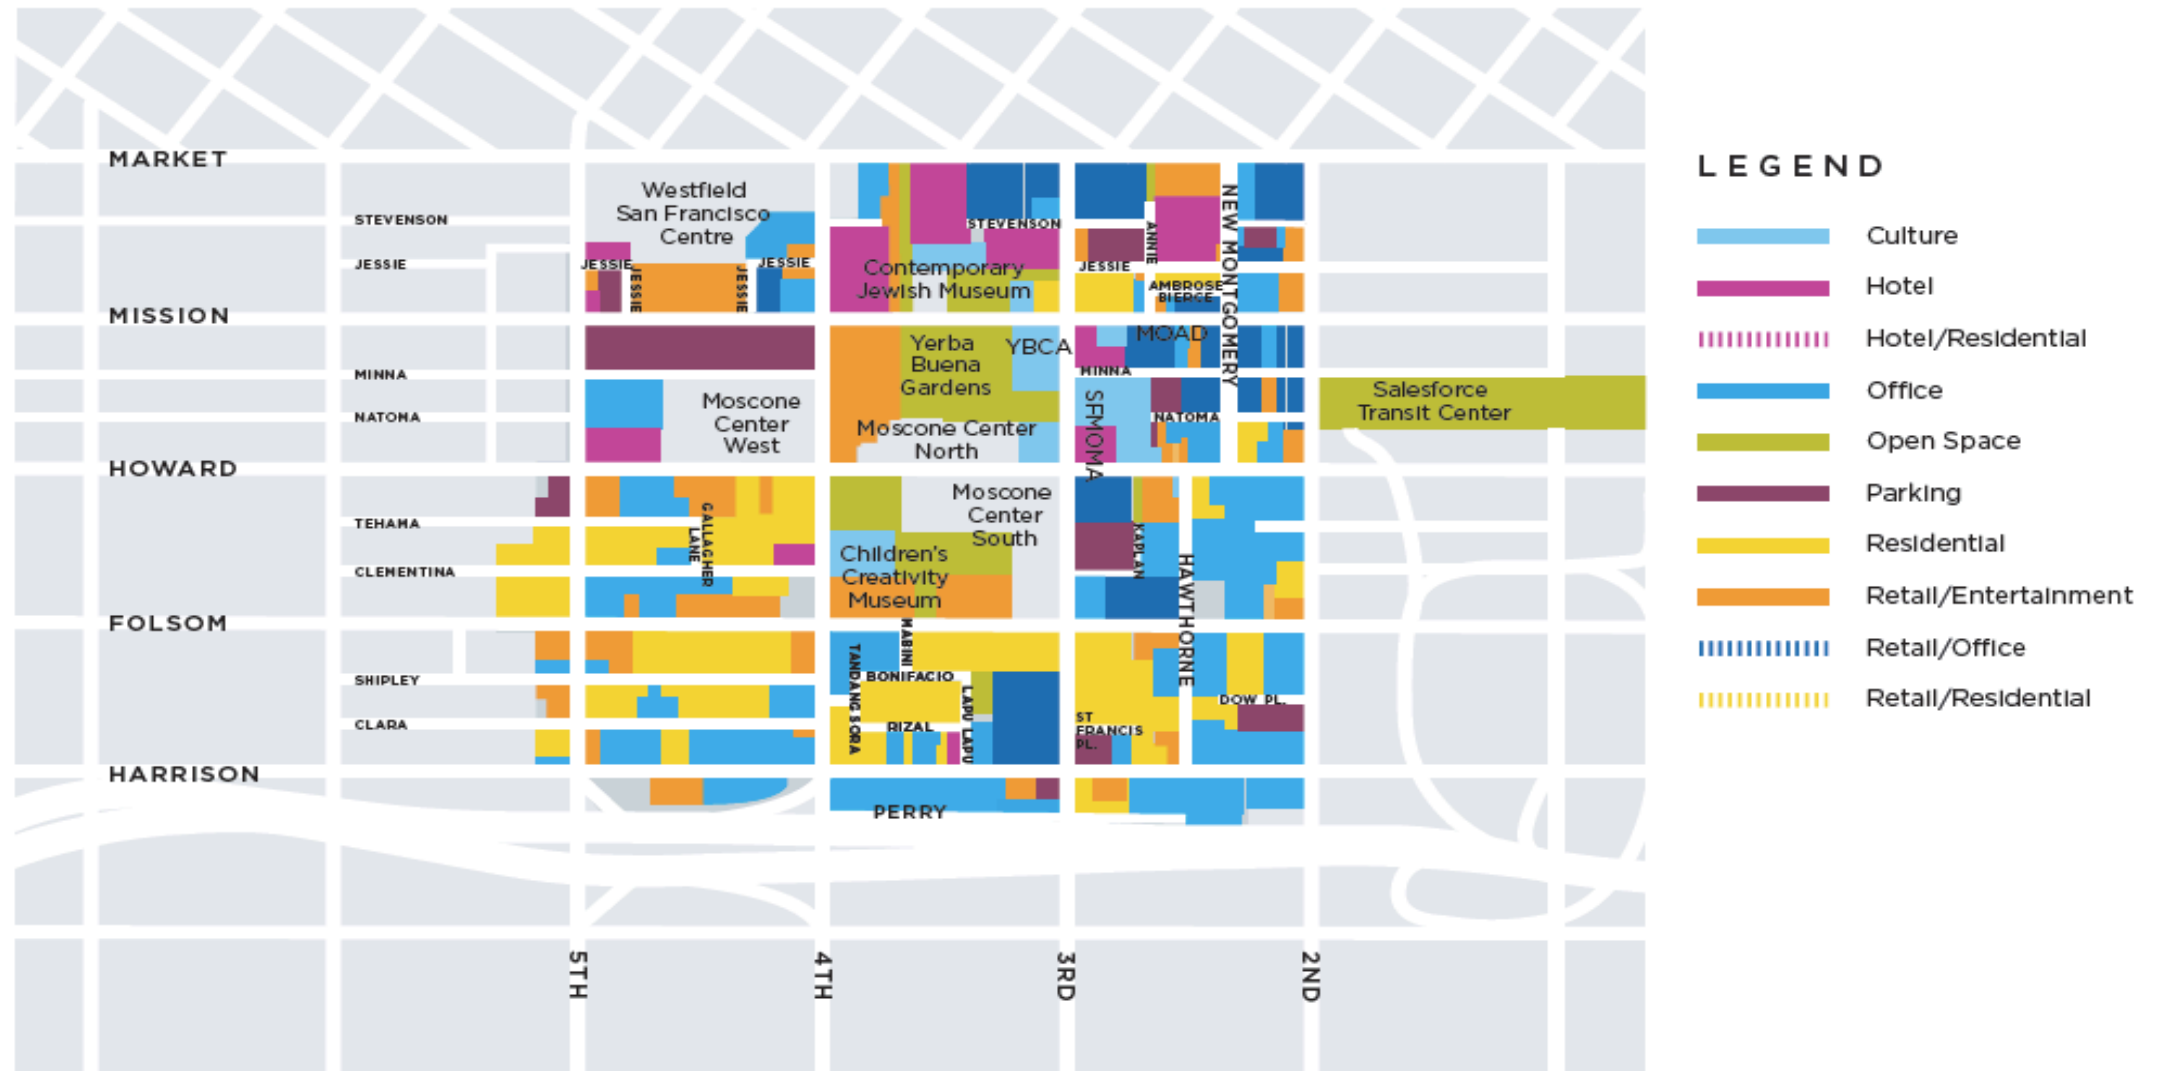 MARKET
STEVENSON
JESSIE
MISSION
MINNA
NATOMA
HOWARD
TEHAMA
CLEMENTINA
FOLSOM
SHIPLEY
CLARA
HARRISON
Westfield
San Francisco
Centre
JESSIE
JESSIE
JESSIE
JESSIE
Moscone
Center
West
GALLAGHER
LANE
STEVENSON
Contemporary
Jewish Museum
Yerba
Buena
Gardens
YBCA
Moscone Center
North
Moscone
Center
South
Children's
Creativity
Museum
MABINI
TANDANG SORA
BONIFACIO
LAPU LAPU
RIZAL
PERRY
ANNIE
JESSIE
AMBROSE
BIERCE
NEW MONTGOMERY
MOAD
MINNA
SFMOMA
NATOMA
KAPLAN
HAWTHORNE
DOW PL.
ST
FRANCIS
PL.
Salesforce
Transit Center
5TH
4TH
3RD
2ND
LEGEND
Culture
Hotel
Hotel/Residential
Office
Open Space
Parking
Residential
Retail/Entertainment
Retail/Office
Retail/Residential